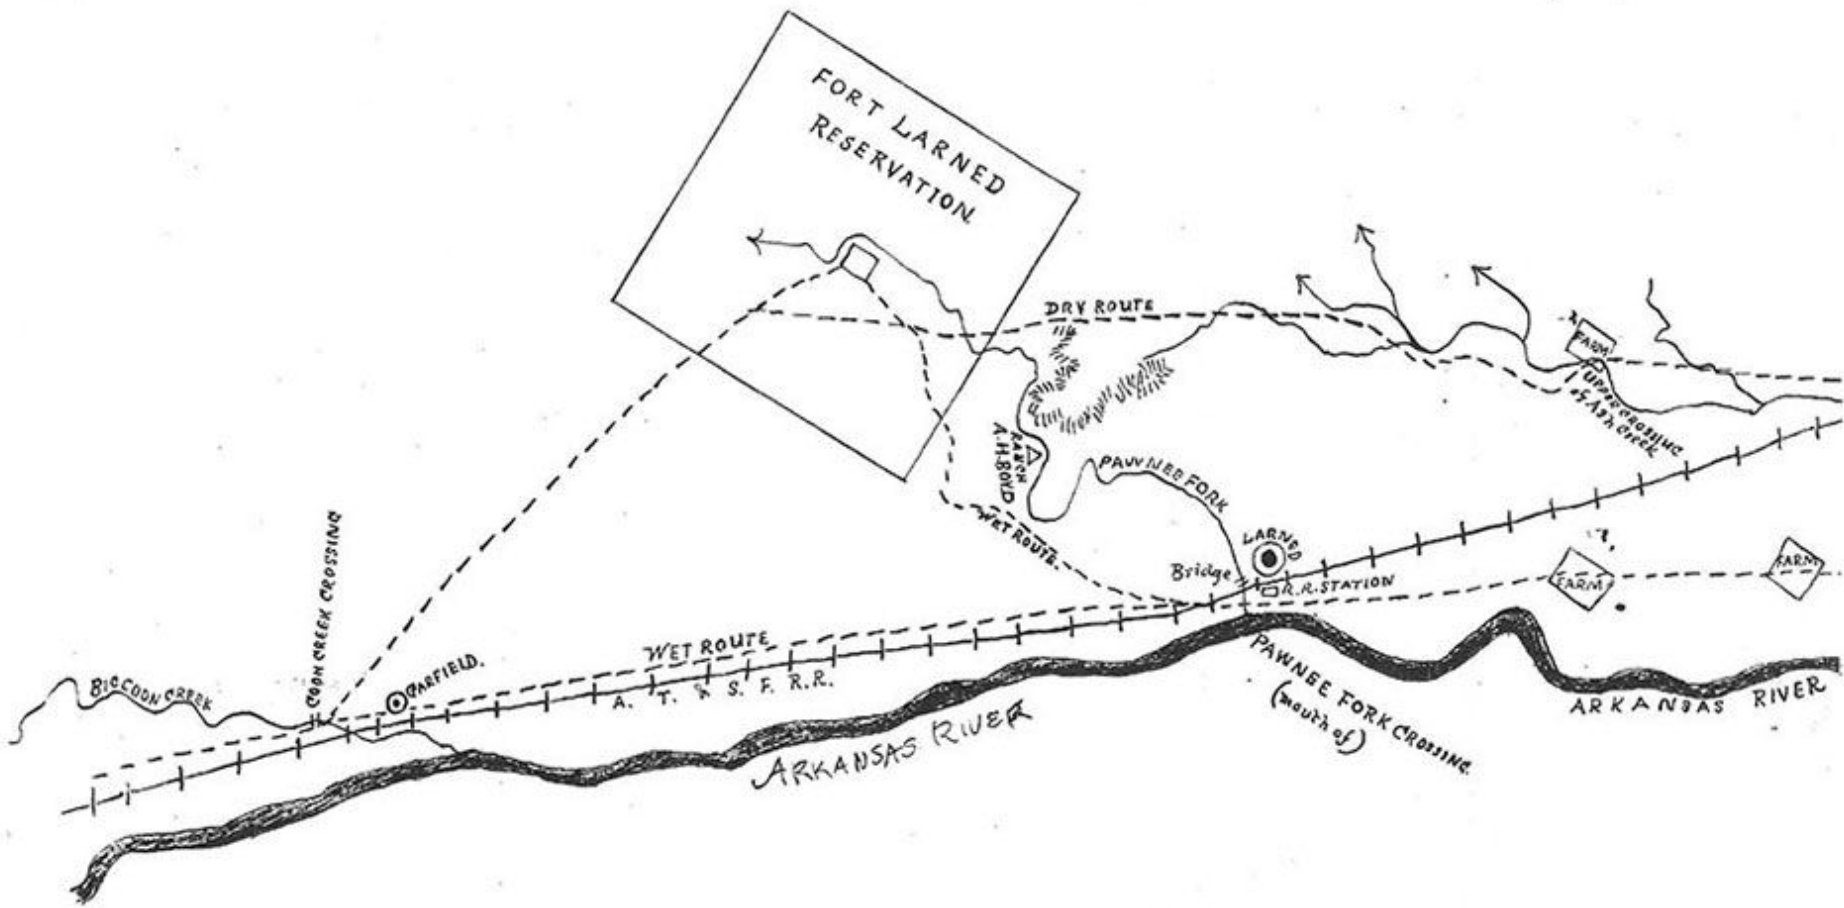 FORT LARNED
RESERVATION
DRY ROUTE
FARM
UPPER CROSSING
of Ash Creek
RANCH
A.H. BOYD
PAWNEE FORK
WET ROUTE.
LARNED
Bridge
R.R. STATION
FARM
FARM
COON CREEK CROSSING
BIG COON CREEK
GARFIELD.
WET ROUTE
A. T. & S. F. R.R.
ARKANSAS RIVER
PAWNEE FORK CROSSING.
(mouth of)
ARKANSAS RIVER